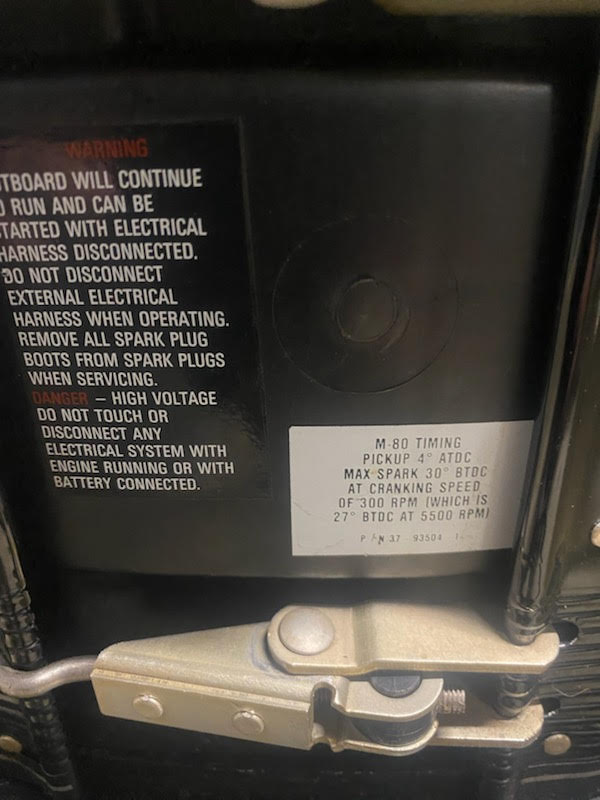 WARNING
TBOARD WILL CONTINUE
O RUN AND CAN BE
TARTED WITH ELECTRICAL
HARNESS DISCONNECTED.
DO NOT DISCONNECT
EXTERNAL ELECTRICAL
HARNESS WHEN OPERATING.
REMOVE ALL SPARK PLUG
BOOTS FROM SPARK PLUGS
WHEN SERVICING.
DANGER – HIGH VOLTAGE
DO NOT TOUCH OR
DISCONNECT ANY
ELECTRICAL SYSTEM WITH
ENGINE RUNNING OR WITH
BATTERY CONNECTED.
M-80 TIMING
PICKUP 4° ATDC
MAX SPARK 30° BTDC
AT CRANKING SPEED
OF 300 RPM (WHICH IS
27° BTDC AT 5500 RPM)
P/N 37-93504